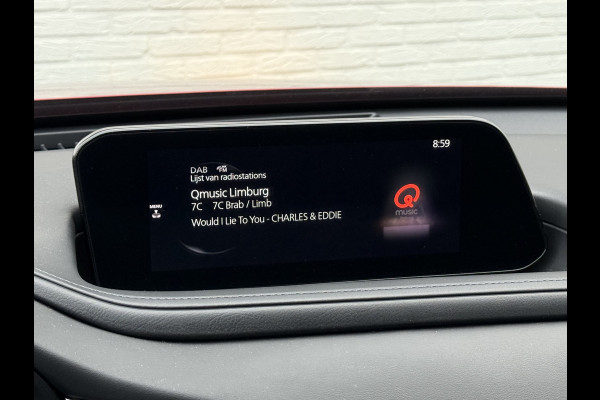 8:59
DAB
Lijst van radiostations
Qmusic Limburg
7C 7C Brab / Limb
Would I Lie To You - CHARLES & EDDIE
MENU
Q
music